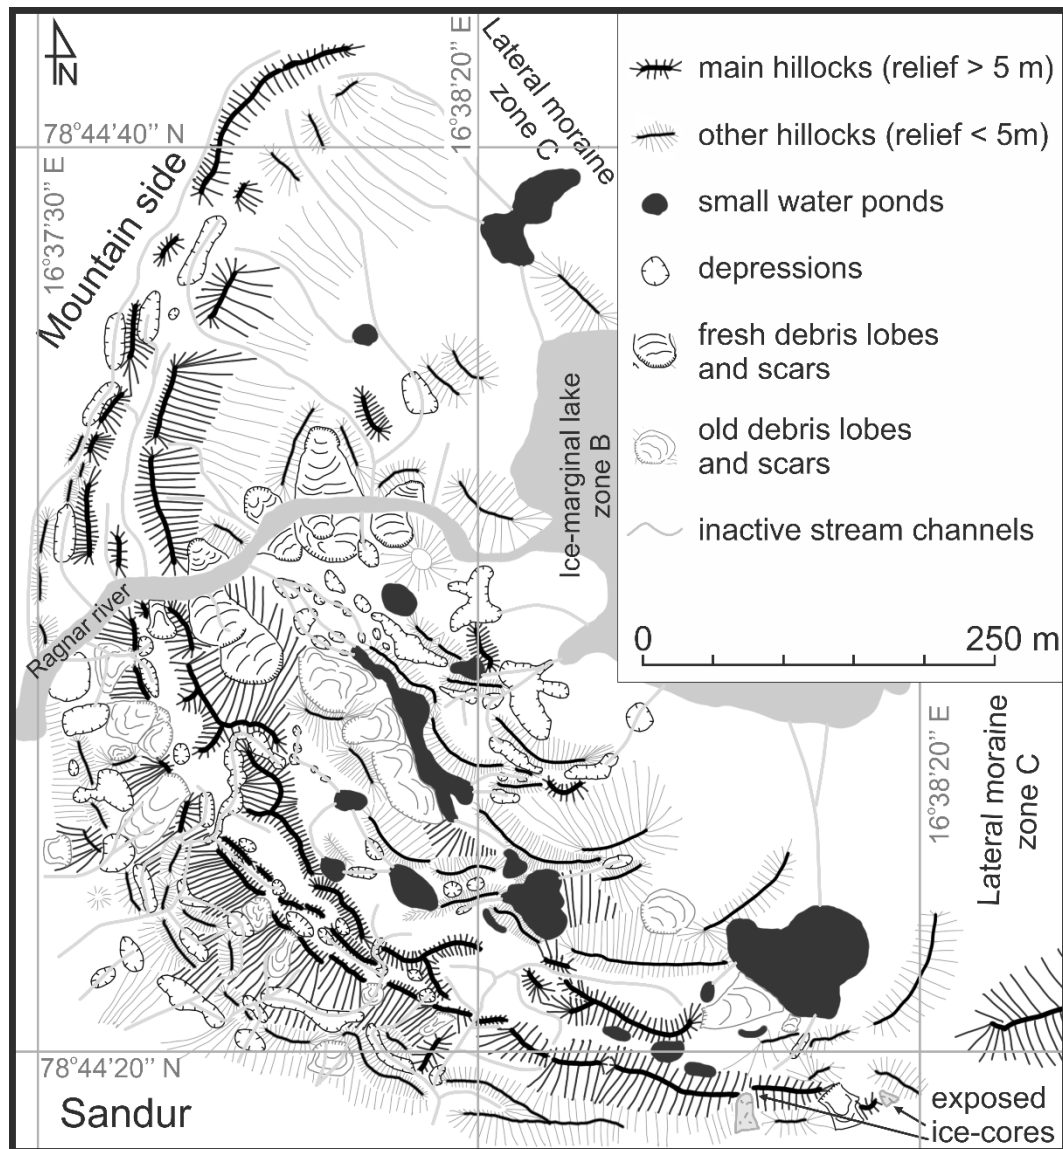 N
78°44'40'' N
16°37'30'' E
16°38'20'' E
Lateral moraine
zone C
Mountain side
main hillocks (relief > 5 m)
other hillocks (relief < 5m)
small water ponds
depressions
fresh debris lobes
and scars
old debris lobes
and scars
inactive stream channels
0 250 m
Ice-marginal lake
zone B
Ragnar river
16°38'20'' E
Lateral moraine
zone C
78°44'20'' N
Sandur
exposed
ice-cores